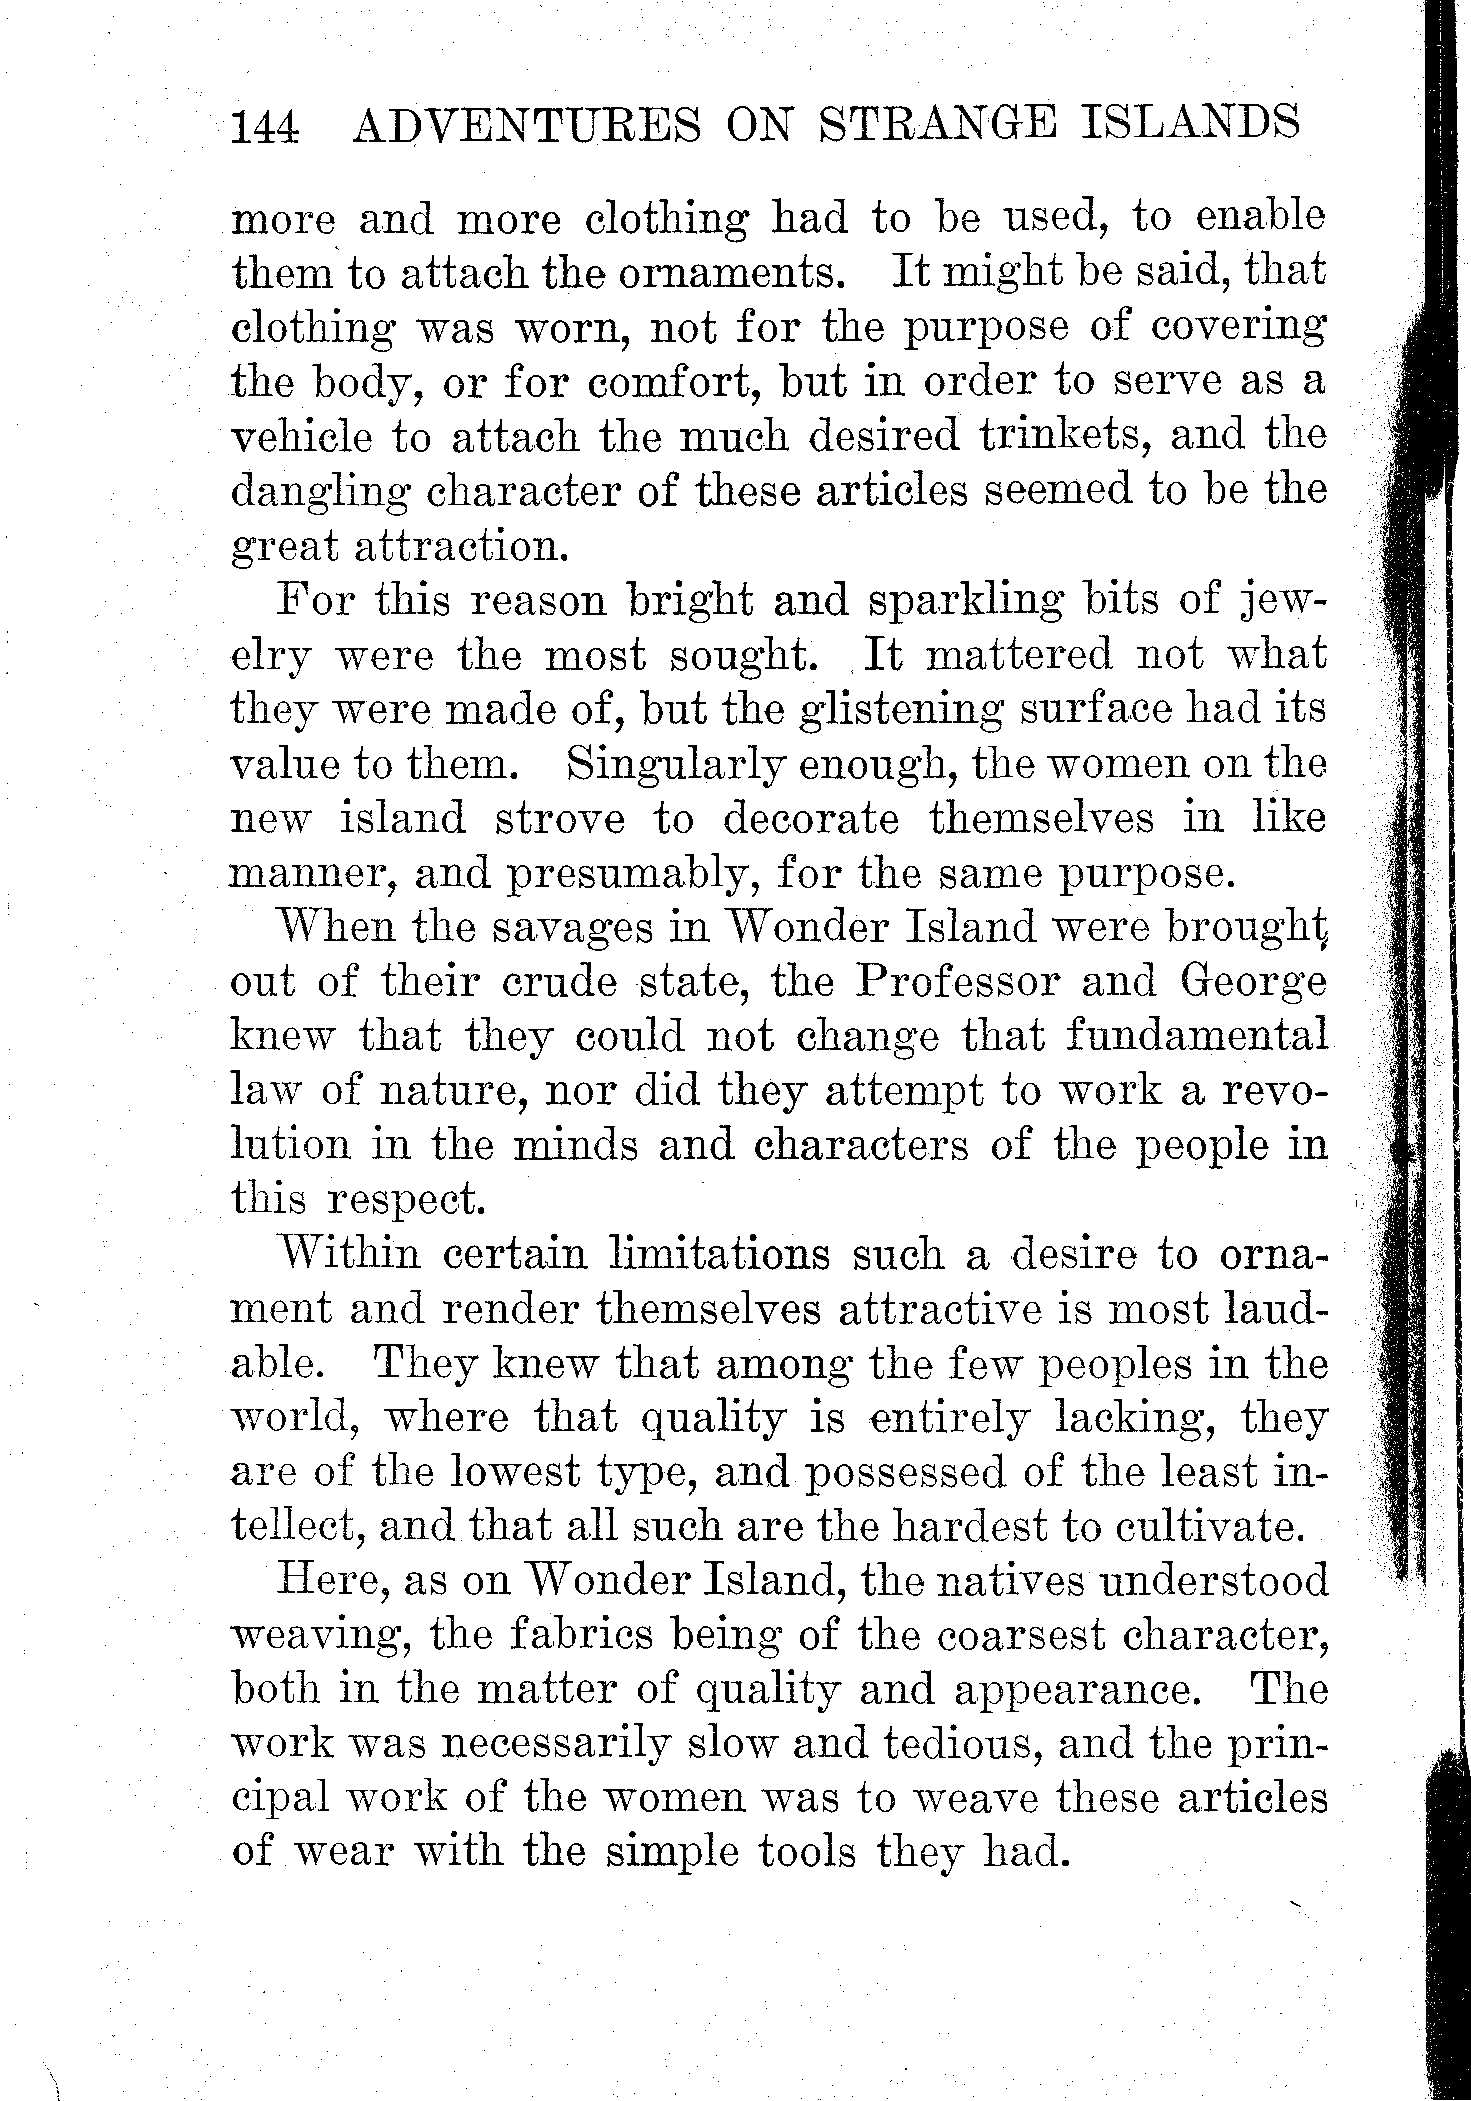 144 ADVENTURES ON STRANGE ISLANDS
more and more clothing had to be used, to enable
them to attach the ornaments. It might be said, that
clothing was worn, not for the purpose of covering
the body, or for comfort, but in order to serve as a
vehicle to attach the much desired trinkets, and the
dangling character of these articles seemed to be the
great attraction.
For this reason bright and sparkling bits of jew-
elry were the most sought. It mattered not what
they were made of, but the glistening surface had its
value to them. Singularly enough, the women on the
new island strove to decorate themselves in like
manner, and presumably, for the same purpose.
When the savages in Wonder Island were brought
out of their crude state, the Professor and George
knew that they could not change that fundamental
law of nature, nor did they attempt to work a revo-
lution in the minds and characters of the people in
this respect.
Within certain limitations such a desire to orna-
ment and render themselves attractive is most laud-
able. They knew that among the few peoples in the
world, where that quality is entirely lacking, they
are of the lowest type, and possessed of the least in-
tellect, and that all such are the hardest to cultivate.
Here, as on Wonder Island, the natives understood
weaving, the fabrics being of the coarsest character,
both in the matter of quality and appearance. The
work was necessarily slow and tedious, and the prin-
cipal work of the women was to weave these articles
of wear with the simple tools they had.